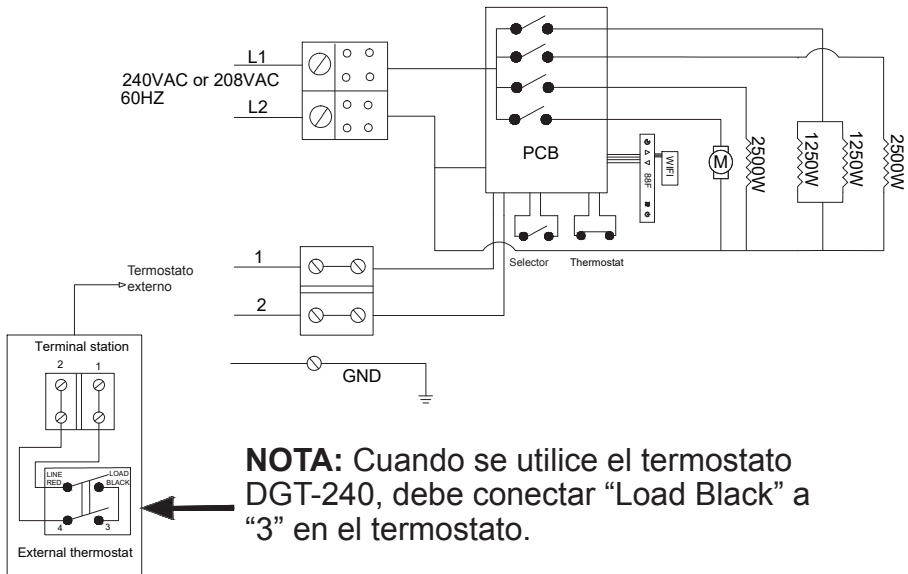 L1
240VAC or 208VAC
60HZ
L2
PCB
88F
WIFI
M
2500W
1250W
1250W
2500W
Selector
Thermostat
Termostato
externo
1
2
GND
Terminal station
2
1
LINE
RED
LOAD
BLACK
4
3
External thermostat
NOTA: Cuando se utilice el termostato
DGT-240, debe conectar “Load Black” a
“3” en el termostato.